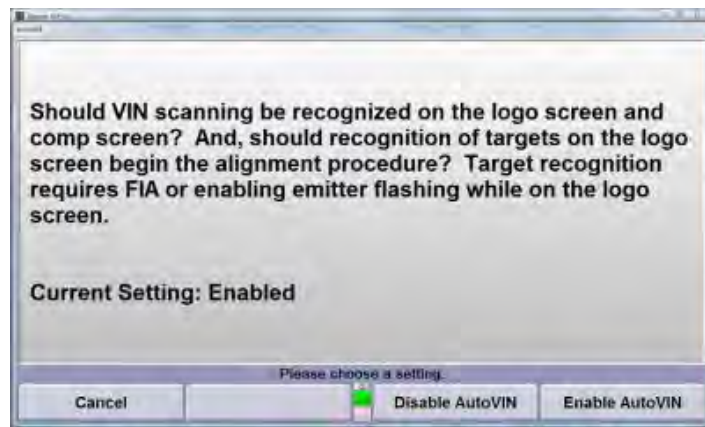 Should VIN scanning be recognized on the logo screen and
comp screen? And, should recognition of targets on the logo
screen begin the alignment procedure? Target recognition
requires FIA or enabling emitter flashing while on the logo
screen.
Current Setting: Enabled
Please choose a setting.
Cancel
Disable AutoVIN
Enable AutoVIN